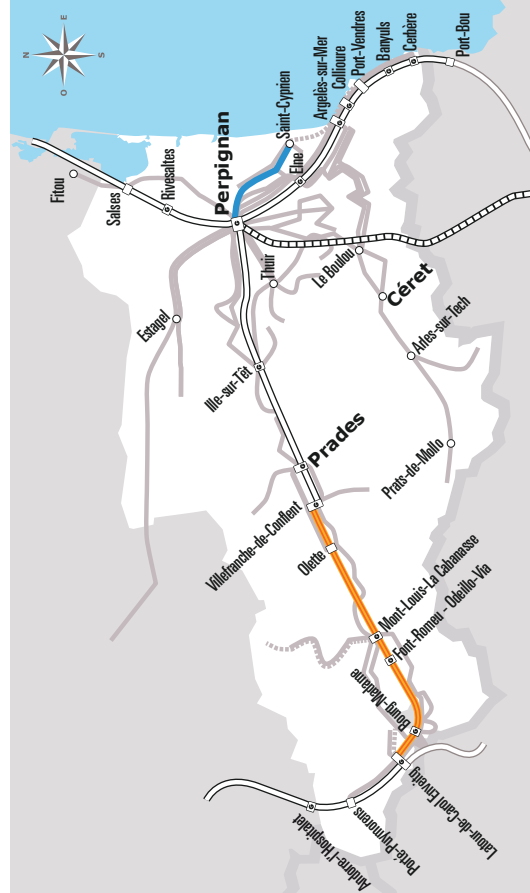 N
E
S
O
Fitou
Salses
Rivesaltes
Perpignan
Saint-Cyprien
Elne
Argelès-sur-Mer
Collioure
Port-Vendres
Banyuls
Cerbère
Port-Bou
Estagel
Thuir
Le Boulou
Céret
Arles-sur-Tech
Prats-de-Mollo
Ille-sur-Têt
Prades
Villefranche-de-Conflent
Olette
Mont-Louis-La Cabanasse
Font-Romeu - Odeillo-Via
Bourg-Madame
Latour-de-Carol Enveitg
Porté-Puymorens
Andorre-l'Hospitalet